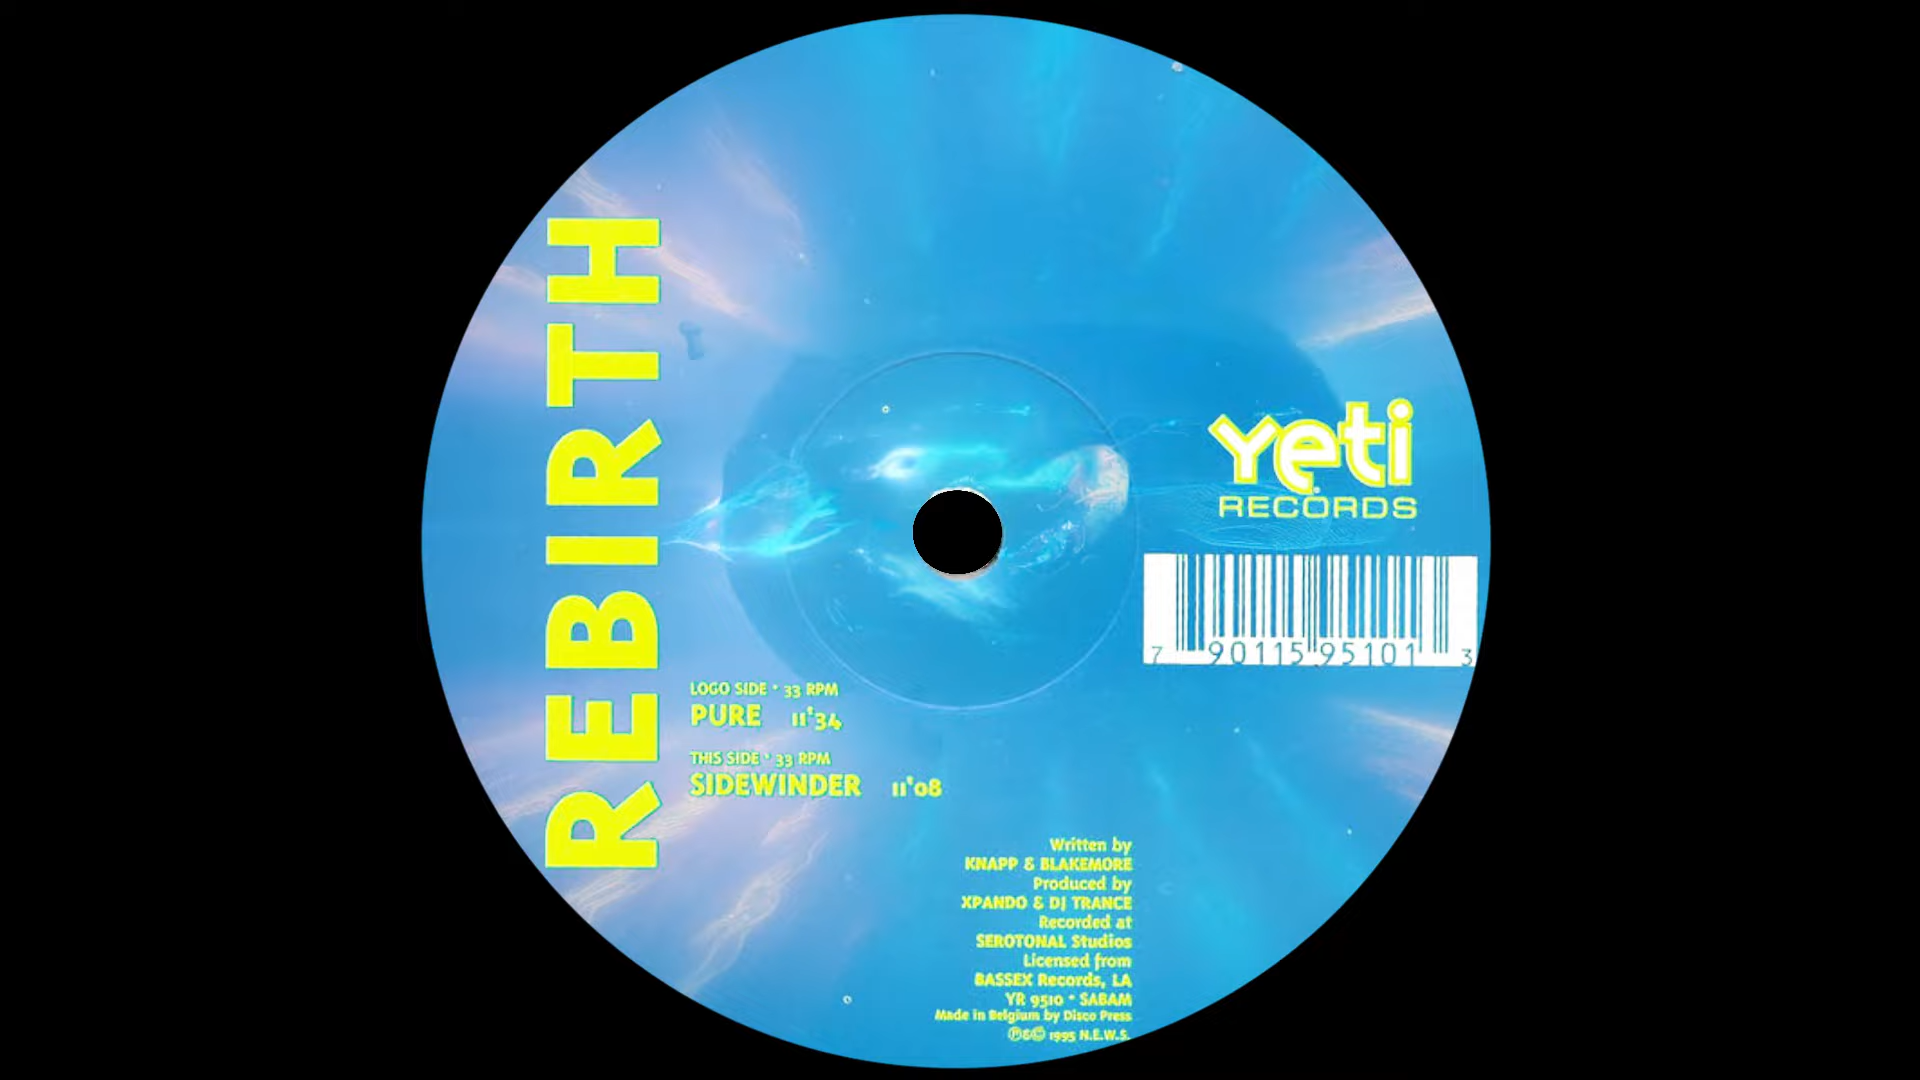 REBIRTH
Yeti
RECORDS
7 90115 95101 3
LOGO SIDE • 33 RPM
PURE 11'34
THIS SIDE • 33 RPM
SIDEWINDER 11'08
Written by
KNAPP & BLAKEMORE
Produced by
XPANDO & DJ TRANCE
Recorded at
SEROTONAL Studios
Licensed from
BASSEX Records, LA
YR 9510 • SABAM
Made in Belgium by Disco Press
℗&© 1995 N.E.W.S.